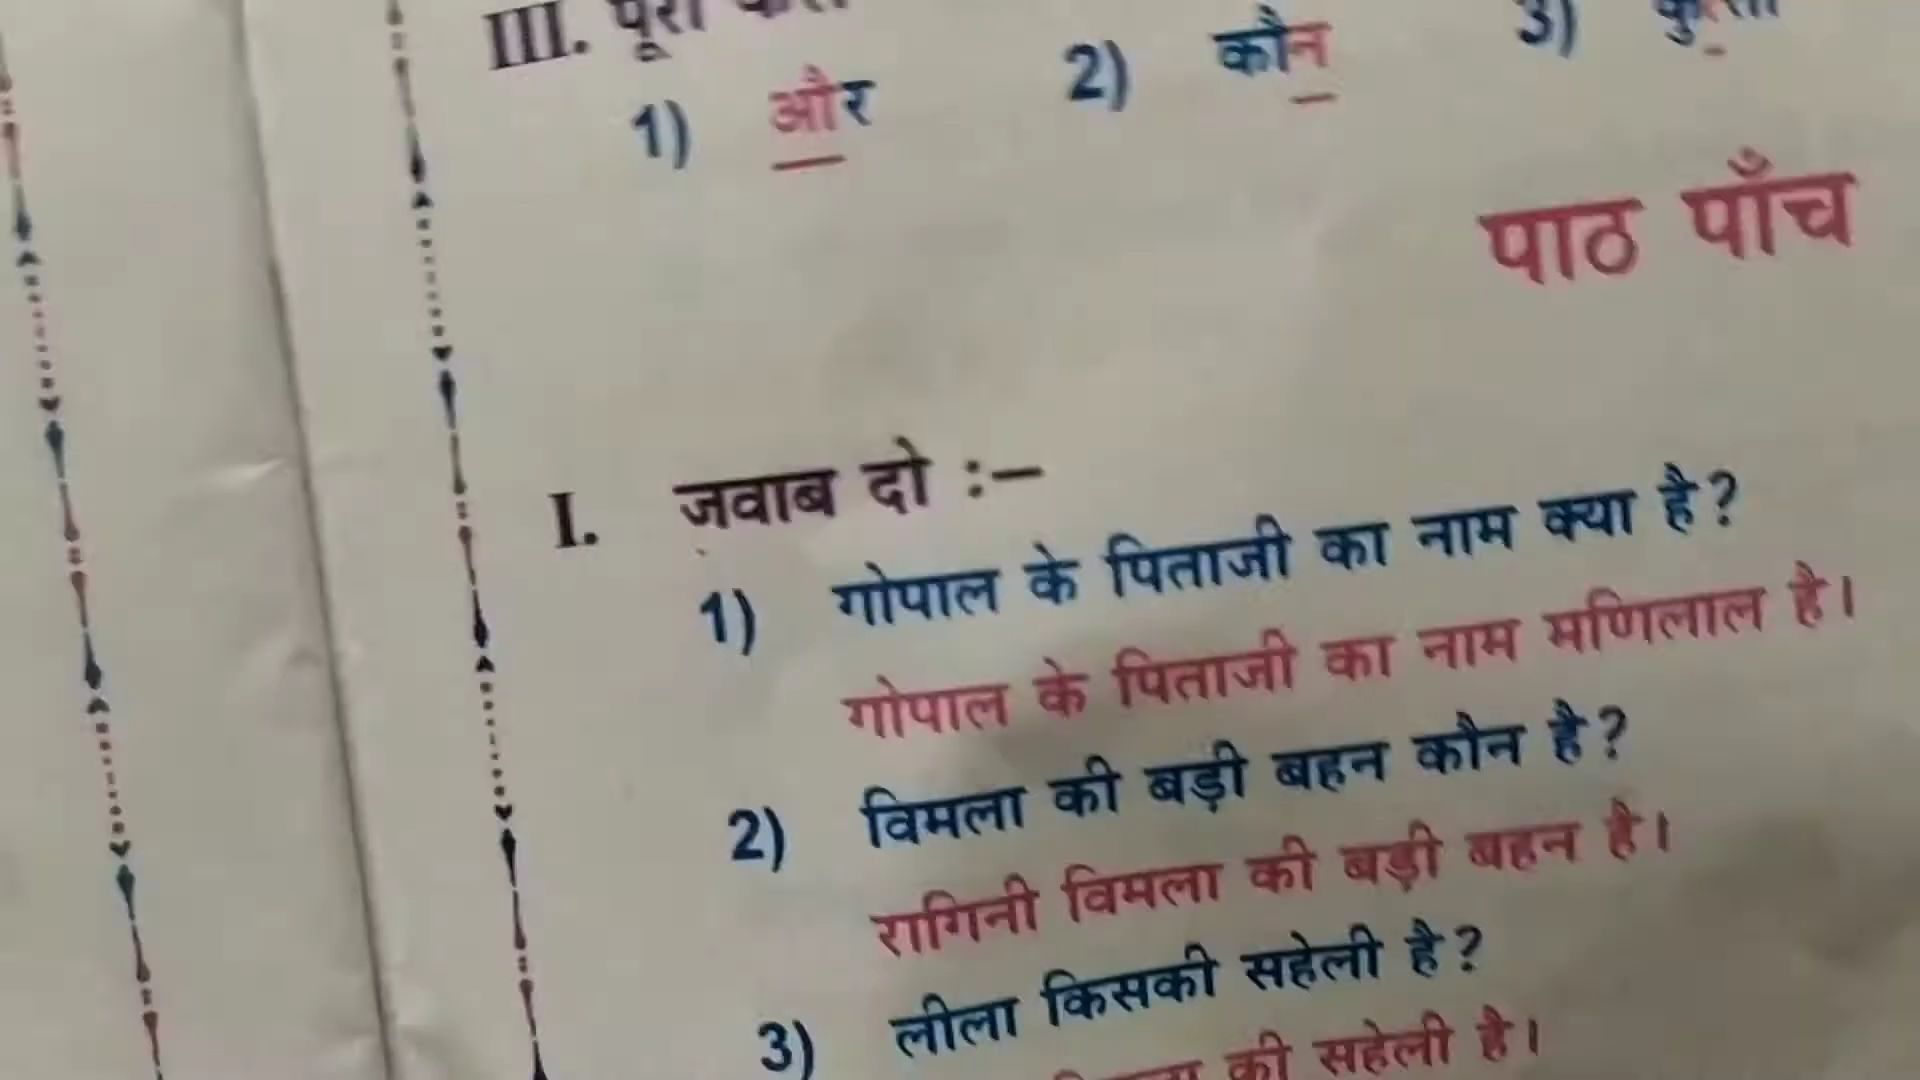 III. पूरा
1) और 2) कौन 3)
पाठ पाँच
I. जवाब दो :–
1) गोपाल के पिताजी का नाम क्या है?
गोपाल के पिताजी का नाम मणिलाल है।
2) विमला की बड़ी बहन कौन है?
रागिनी विमला की बड़ी बहन है।
3) लीला किसकी सहेली है?
की सहेली है।